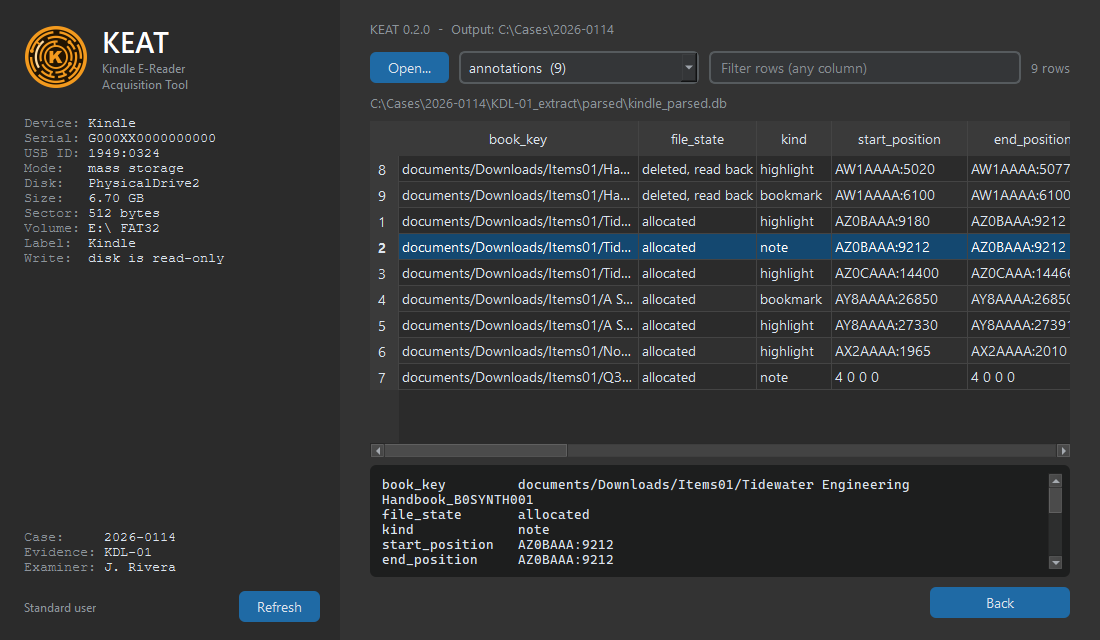 KEAT
Kindle E-Reader
Acquisition Tool
Device: Kindle
Serial: G000XX0000000000
USB ID: 1949:0324
Mode: mass storage
Disk: PhysicalDrive2
Size: 6.70 GB
Sector: 512 bytes
Volume: E:\ FAT32
Label: Kindle
Write: disk is read-only
Case: 2026-0114
Evidence: KDL-01
Examiner: J. Rivera
Standard user
Refresh
KEAT 0.2.0 - Output: C:\Cases\2026-0114
Open... annotations (9) Filter rows (any column) 9 rows
C:\Cases\2026-0114\KDL-01_extract\parsed\kindle_parsed.db
book_key file_state kind start_position end_position
8 documents/Downloads/Items01/Ha... deleted, read back highlight AW1AAAA:5020 AW1AAAA:5077
9 documents/Downloads/Items01/Ha... deleted, read back bookmark AW1AAAA:6100 AW1AAAA:6100
1 documents/Downloads/Items01/Tid... allocated highlight AZ0BAAA:9180 AZ0BAAA:9212
2 documents/Downloads/Items01/Tid... allocated note AZ0BAAA:9212 AZ0BAAA:9212
3 documents/Downloads/Items01/Tid... allocated highlight AZ0CAAA:14400 AZ0CAAA:14466
4 documents/Downloads/Items01/A S... allocated bookmark AY8AAAA:26850 AY8AAAA:26850
5 documents/Downloads/Items01/A S... allocated highlight AY8AAAA:27330 AY8AAAA:27391
6 documents/Downloads/Items01/No... allocated highlight AX2AAAA:1965 AX2AAAA:2010
7 documents/Downloads/Items01/Q3... allocated note 4 0 0 0 4 0 0 0
book_key documents/Downloads/Items01/Tidewater Engineering
Handbook_B0SYNTH001
file_state allocated
kind note
start_position AZ0BAAA:9212
end_position AZ0BAAA:9212
Back